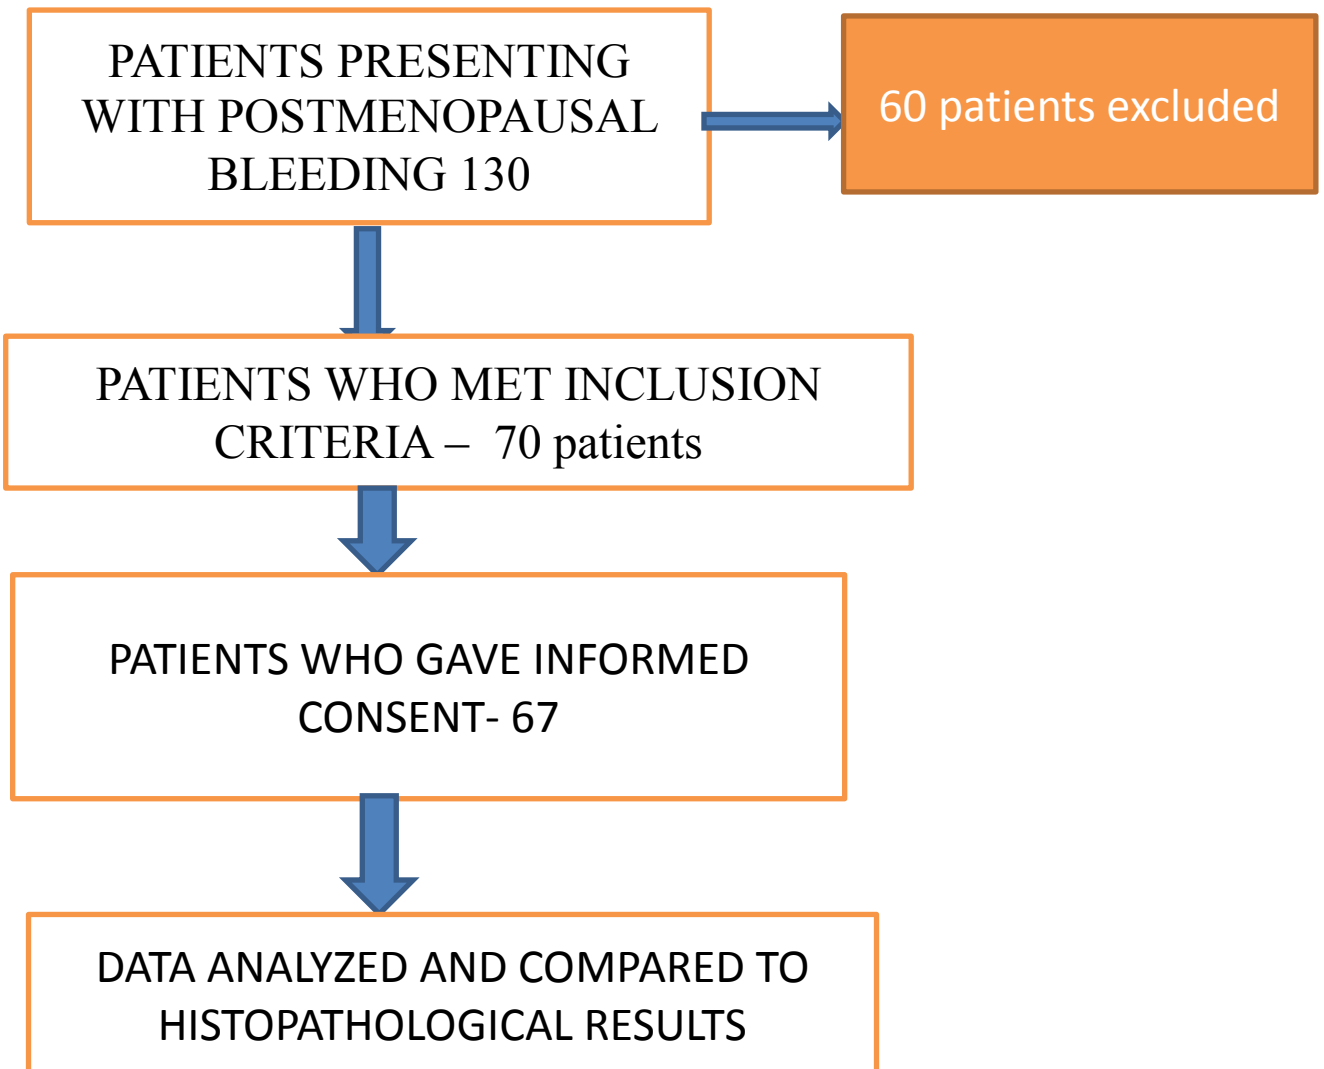 PATIENTS PRESENTING
WITH POSTMENOPAUSAL
BLEEDING 130
60 patients excluded
PATIENTS WHO MET INCLUSION
CRITERIA – 70 patients
PATIENTS WHO GAVE INFORMED
CONSENT- 67
DATA ANALYZED AND COMPARED TO
HISTOPATHOLOGICAL RESULTS